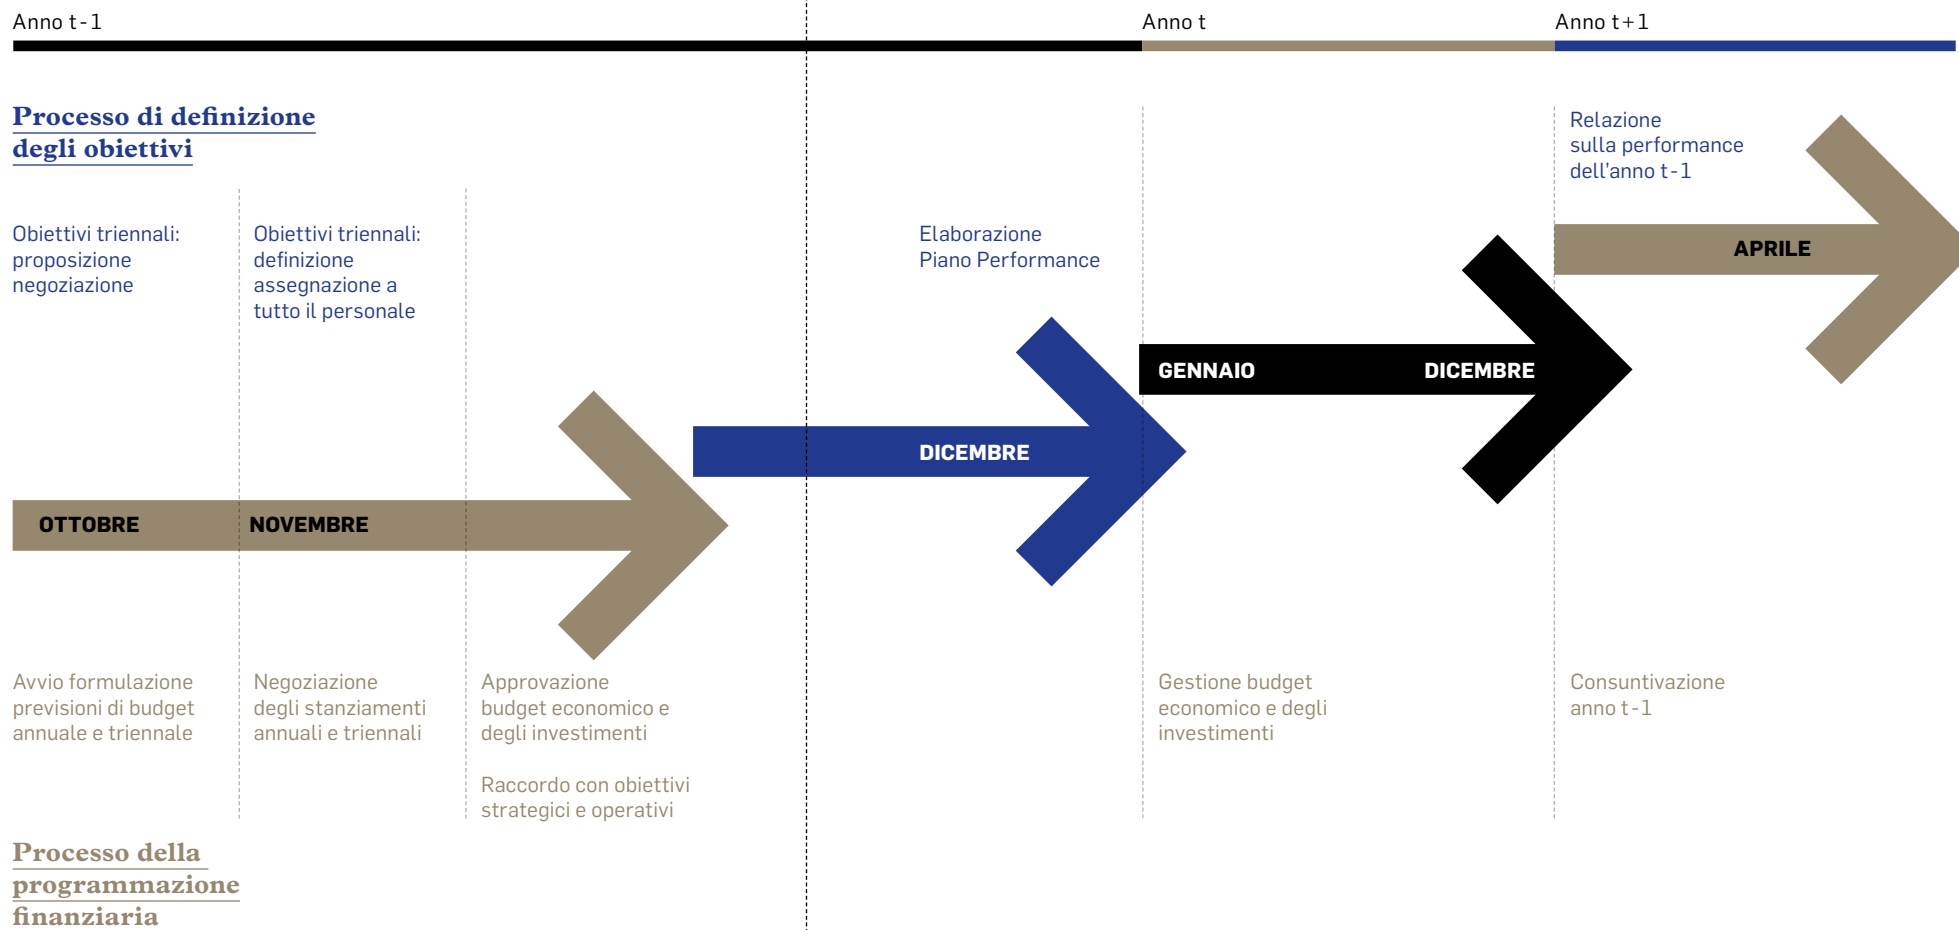 Anno t-1
Anno t
Anno t+1
Processo di definizione
degli obiettivi
Obiettivi triennali:
proposizione
negoziazione
Obiettivi triennali:
definizione
assegnazione a
tutto il personale
Elaborazione
Piano Performance
Relazione
sulla performance
dell'anno t-1
APRILE
GENNAIO
DICEMBRE
DICEMBRE
OTTOBRE
NOVEMBRE
Avvio formulazione
previsioni di budget
annuale e triennale
Negoziazione
degli stanziamenti
annuali e triennali
Approvazione
budget economico e
degli investimenti
Raccordo con obiettivi
strategici e operativi
Gestione budget
economico e degli
investimenti
Consuntivazione
anno t-1
Processo della
programmazione
finanziaria